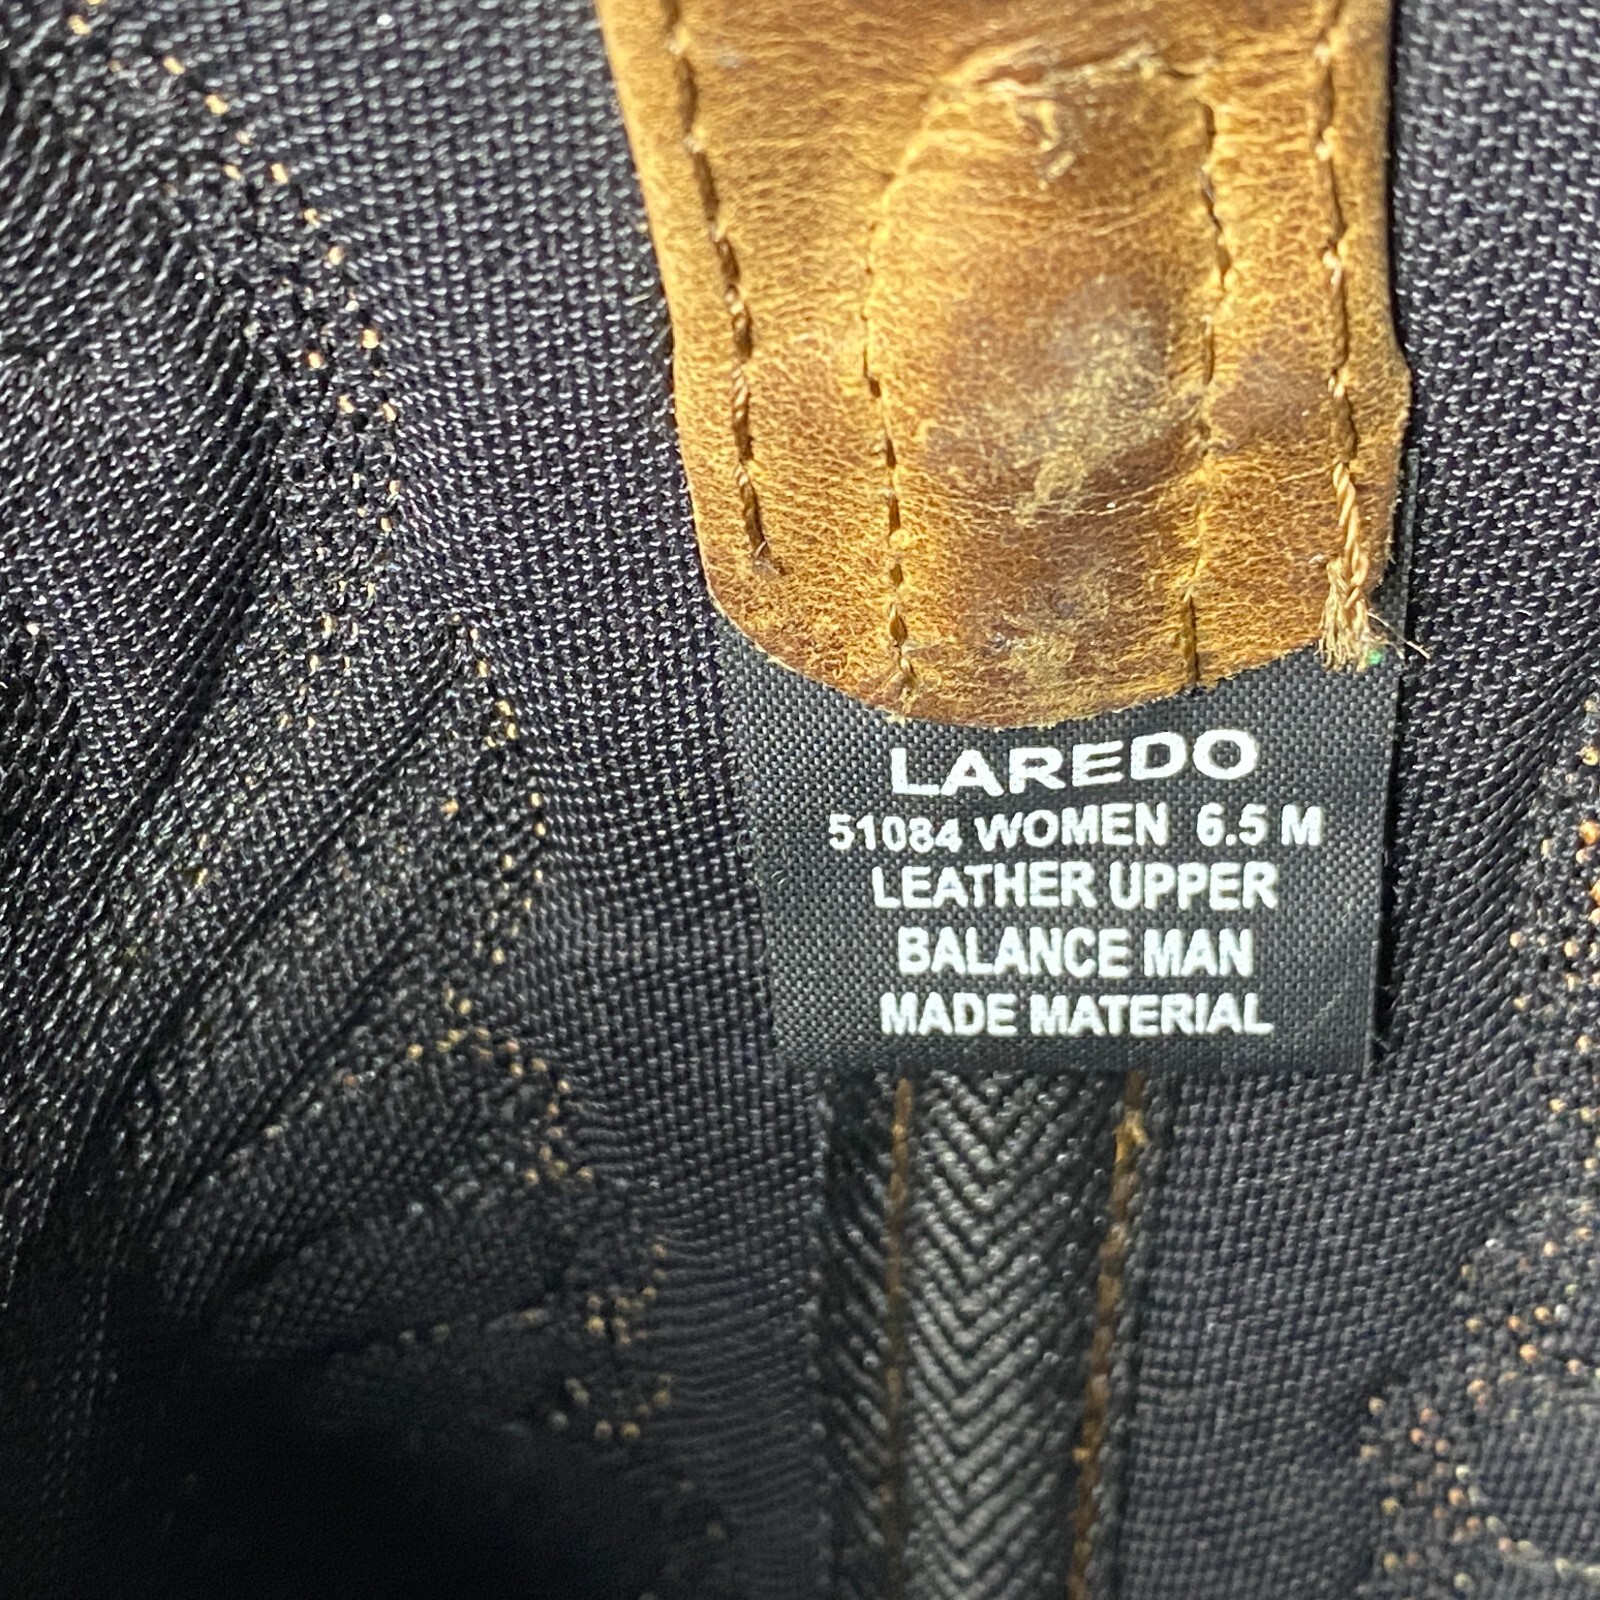 LAREDO
51084 WOMEN 6.5 M
LEATHER UPPER
BALANCE MAN
MADE MATERIAL